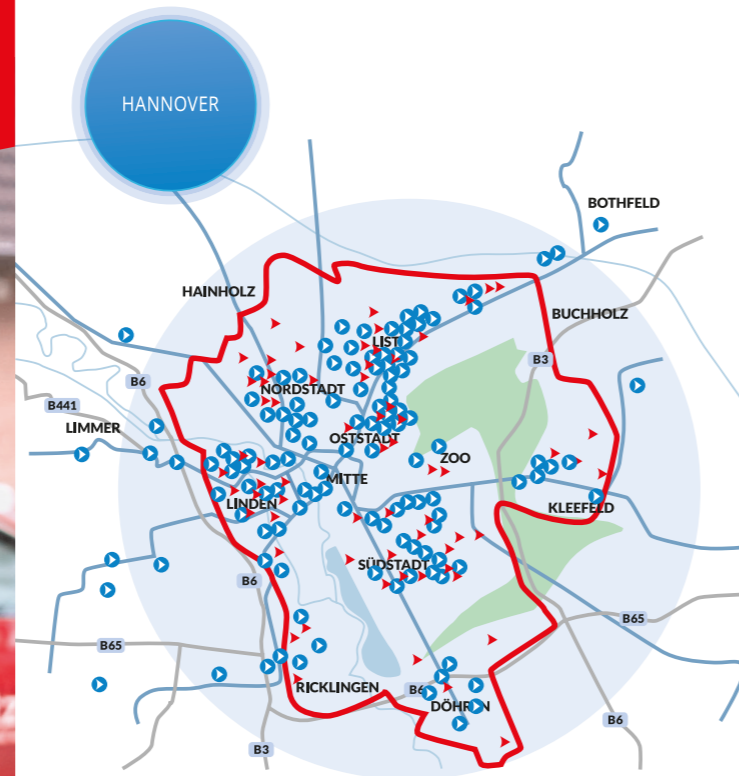 HANNOVER
BOTHFELD
HAINHOLZ
BUCHHOLZ
LIST
B3
B6
NORDSTADT
B441
LIMMER
OSTSTADT
ZOO
MITTE
LINDEN
KLEEFELD
SÜDSTADT
B6
B65
B65
RICKLINGEN
B6
DÖHREN
B6
B3